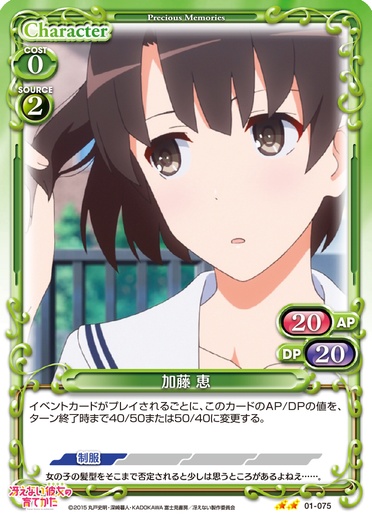 Precious Memories
Character
COST
0
SOURCE
2
20 AP
DP 20
加藤 恵
イベントカードがプレイされるごとに、このカードのAP/DPの値を、
ターン終了時まで40/50または50/40に変更する。
制服
女の子の髪型をそこまで否定されると少しは思うところがあるよねえ……。
冴えない彼女の
育てかた
01-075
©2015 丸戸史明・深崎暮人・KADOKAWA 富士見書房／冴えない製作委員会